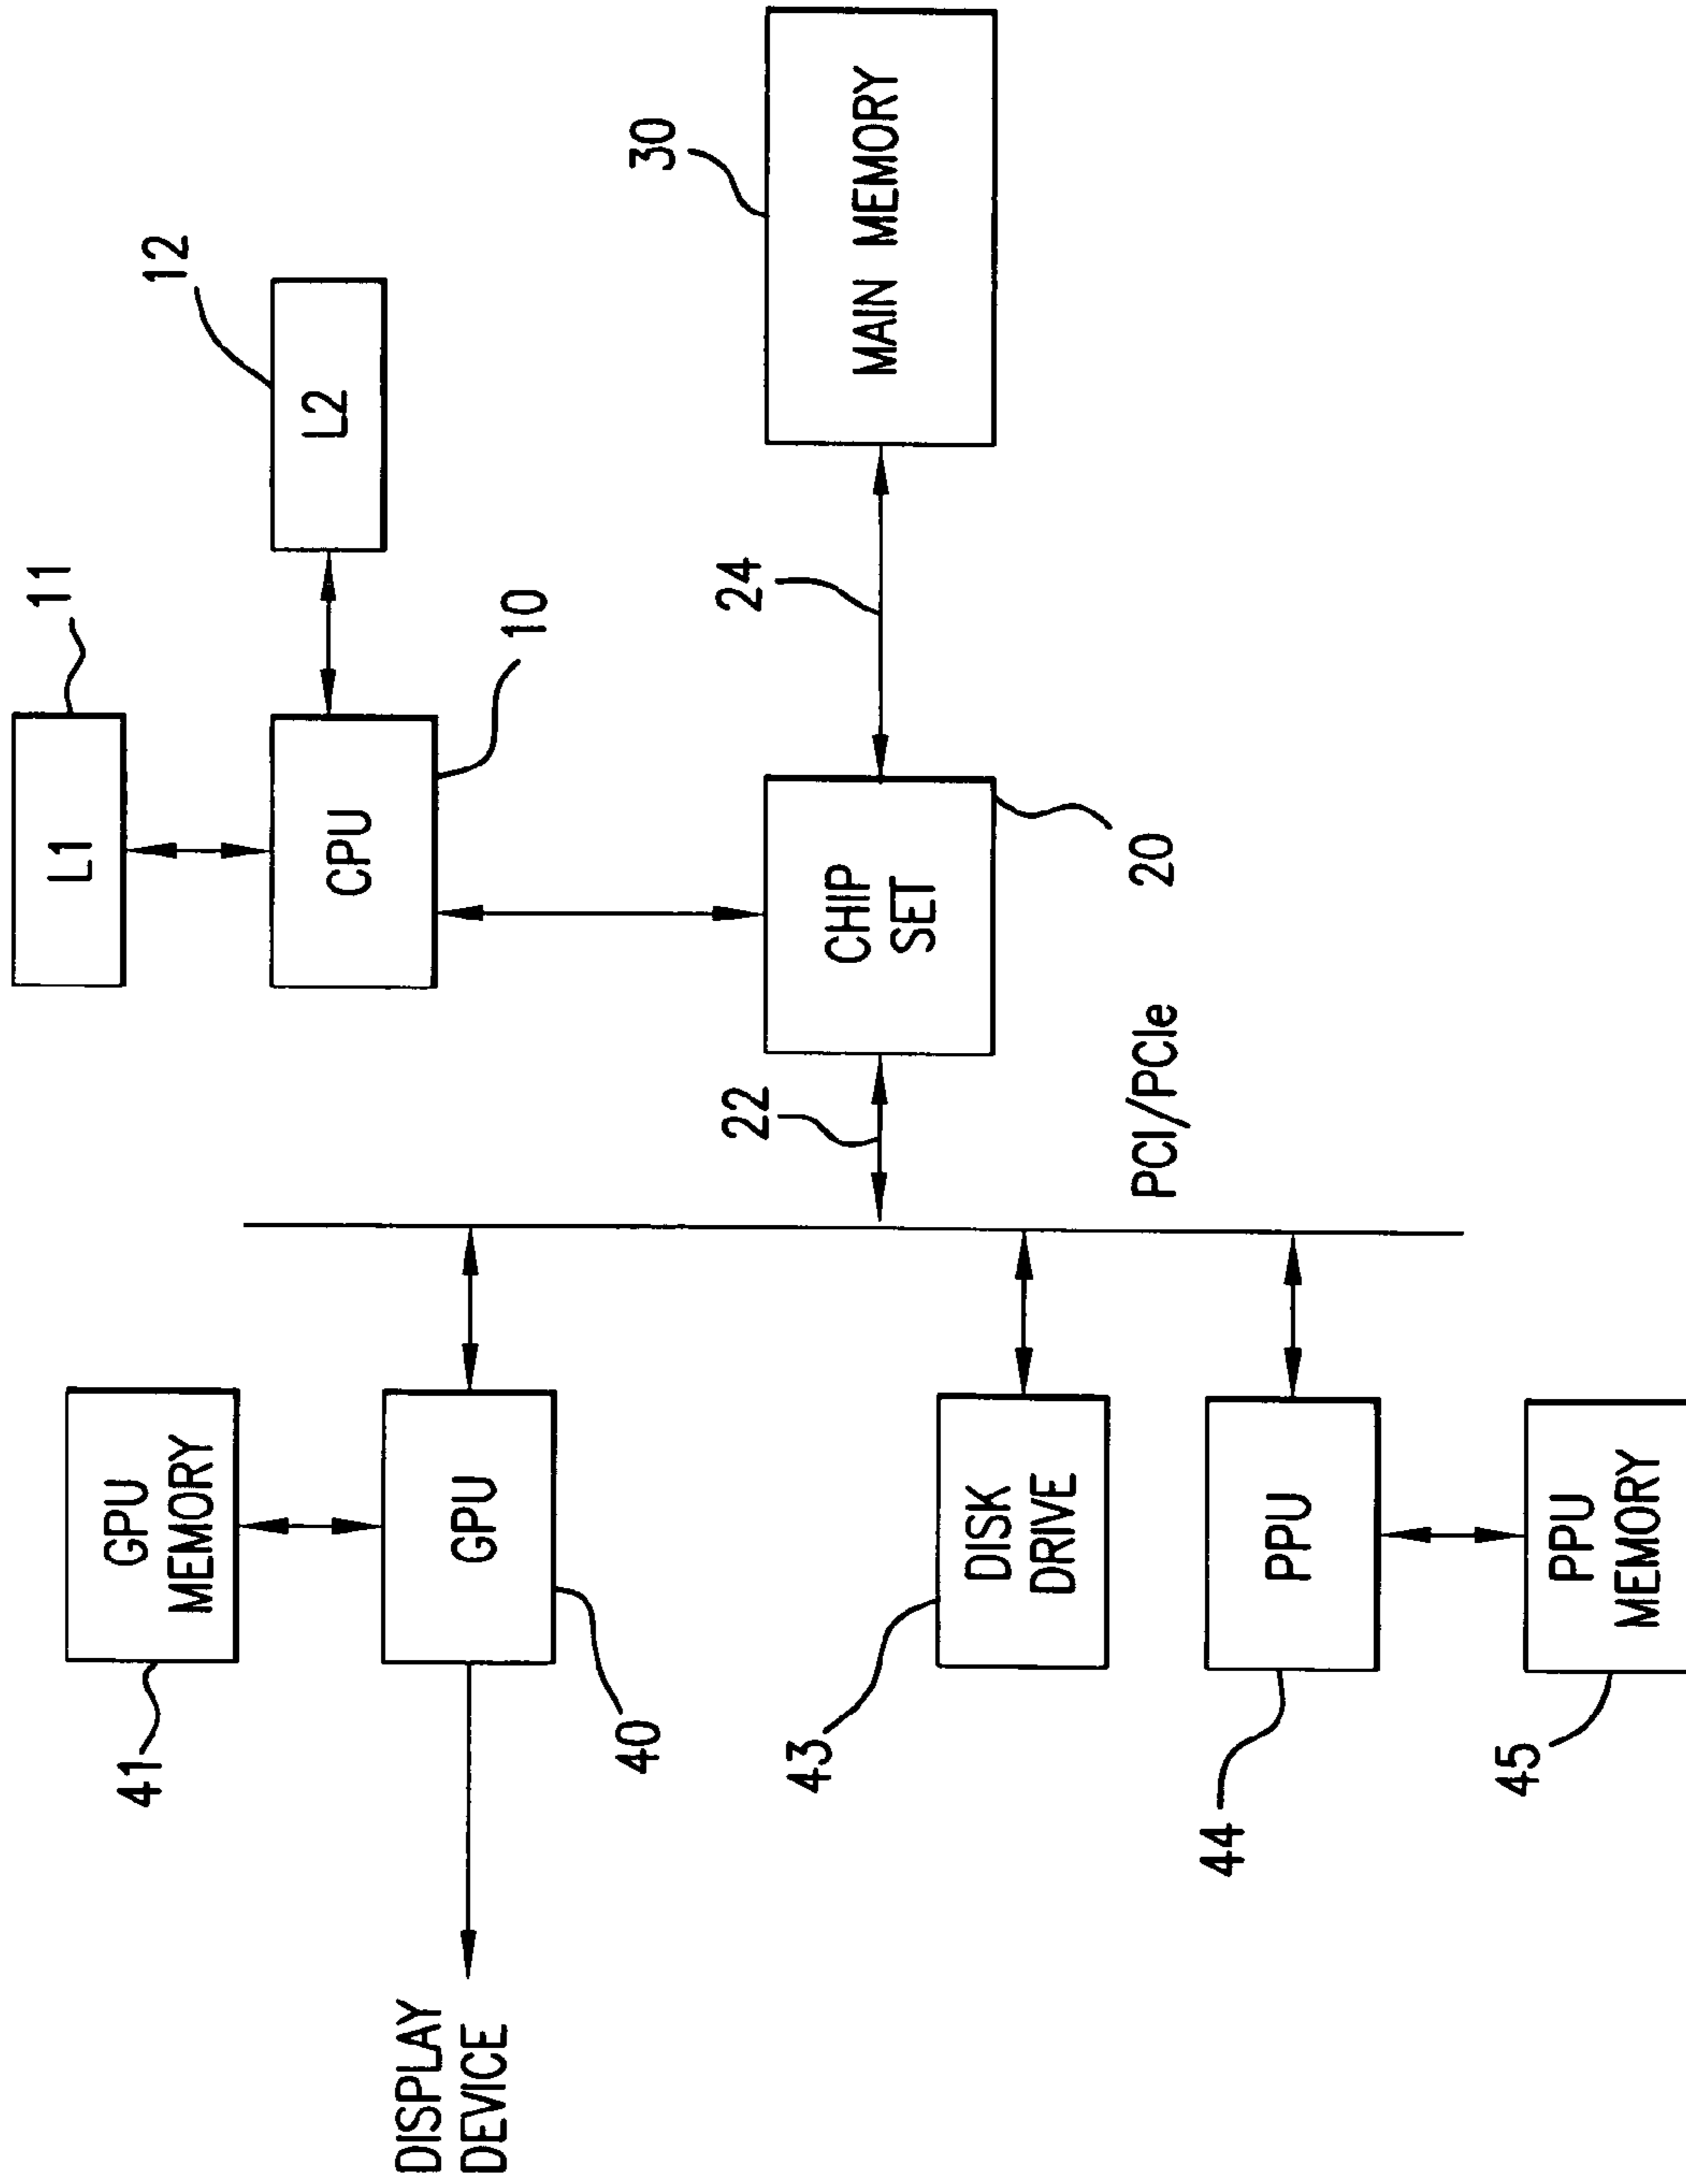 DISPLAY
DEVICE
41
GPU
MEMORY
GPU
40
43
DISK
DRIVE
44
PPU
45
PPU
MEMORY
PCI/PCIe
22
L1
11
CPU
10
L2
12
CHIP
SET
20
24
MAIN MEMORY
30